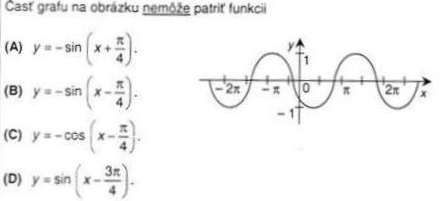 Časť grafu na obrázku nemôže patriť funkcii
(A) y = -sin (x + π/4).
(B) y = -sin (x - π/4).
(C) y = -cos (x - π/4).
(D) y = sin (x - 3π/4).
y
1
-2π -π 0 π 2π x
-1